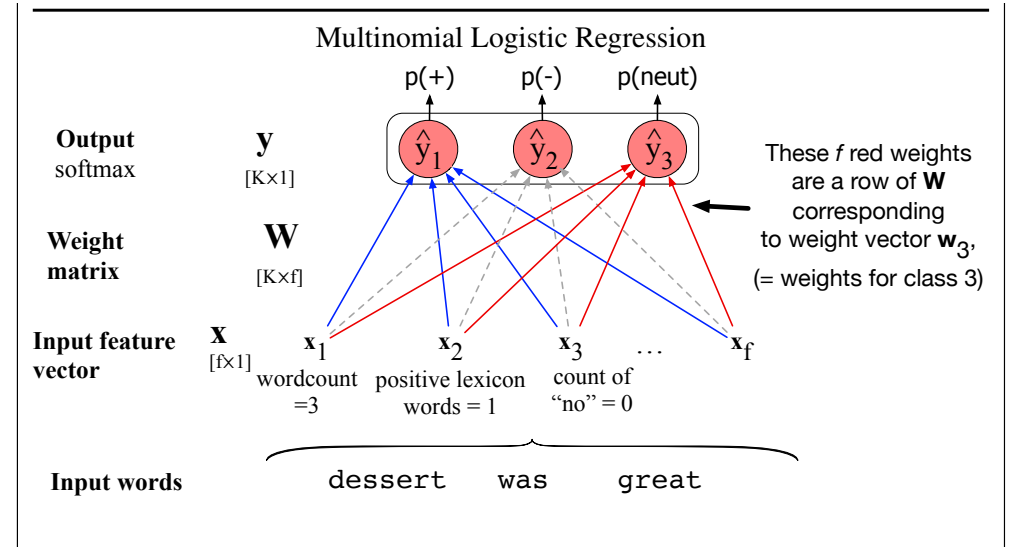 Multinomial Logistic Regression
p(+) p(-) p(neut)
Output
softmax
y
[K×1]
ŷ1 ŷ2 ŷ3
These f red weights
are a row of W
corresponding
to weight vector w3,
(= weights for class 3)
Weight
matrix
W
[K×f]
Input feature
vector
x
[f×1]
x1 x2 x3 … xf
wordcount
=3
positive lexicon
words = 1
count of
“no” = 0
Input words
dessert was great